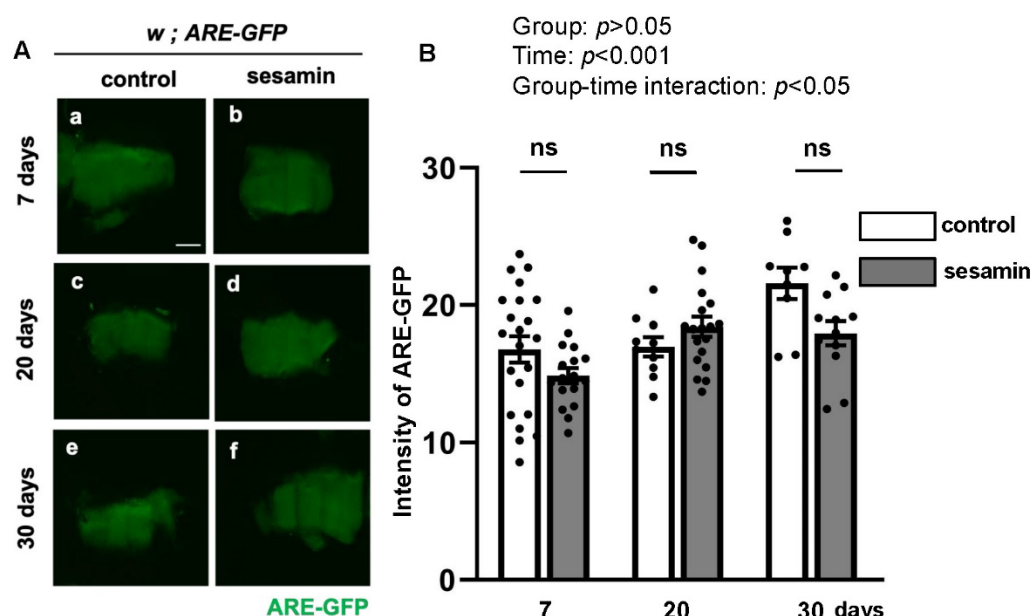 A
w ; ARE-GFP
control
sesamin
7 days
a
b
20 days
c
d
30 days
e
f
ARE-GFP
B
Group: p>0.05
Time: p<0.001
Group-time interaction: p<0.05
ns
ns
ns
Intensity of ARE-GFP
30
20
10
0
7
20
30 days
control
sesamin